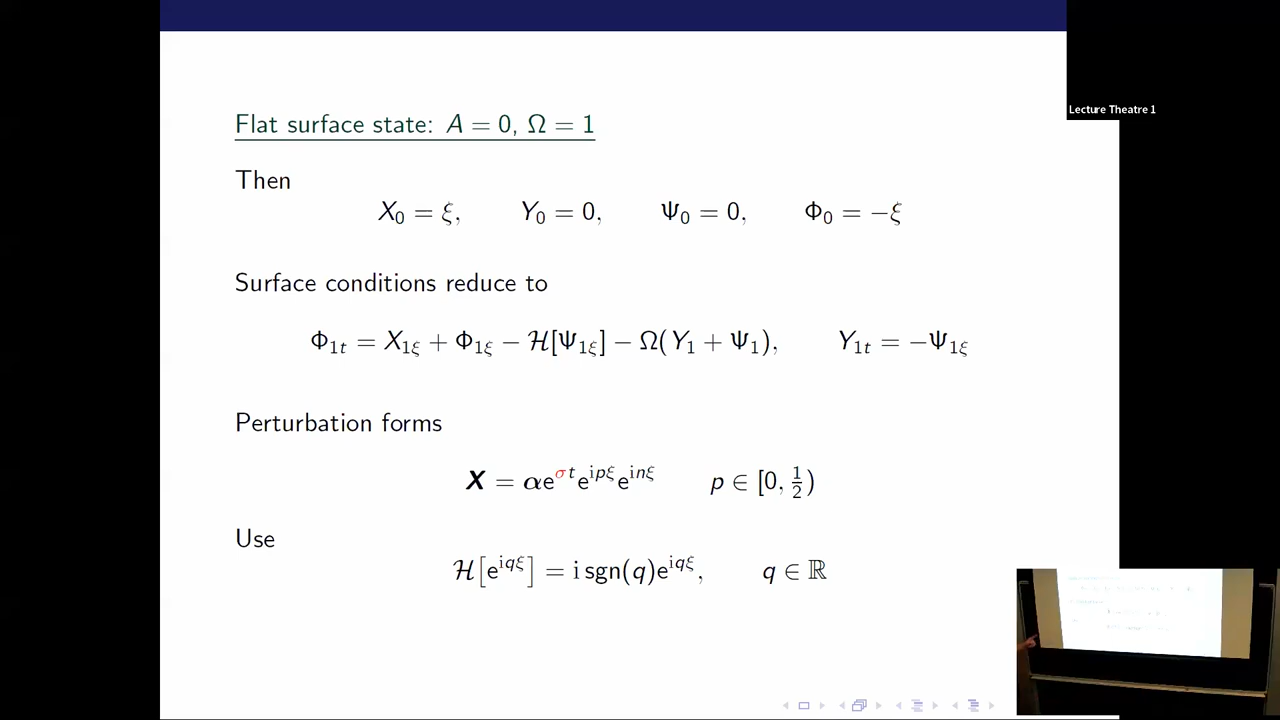 Flat surface state: A = 0, Ω = 1
Lecture Theatre 1
Then
X₀ = ξ, Y₀ = 0, Ψ₀ = 0, Φ₀ = −ξ
Surface conditions reduce to
Φ₁ₜ = X₁ξ + Φ₁ξ − ℋ[Ψ₁ξ] − Ω(Y₁ + Ψ₁), Y₁ₜ = −Ψ₁ξ
Perturbation forms
X = αe^{σt}e^{ipξ}e^{inξ} p ∈ [0, 1/2)
Use
ℋ[e^{iqξ}] = i sgn(q)e^{iqξ}, q ∈ ℝ